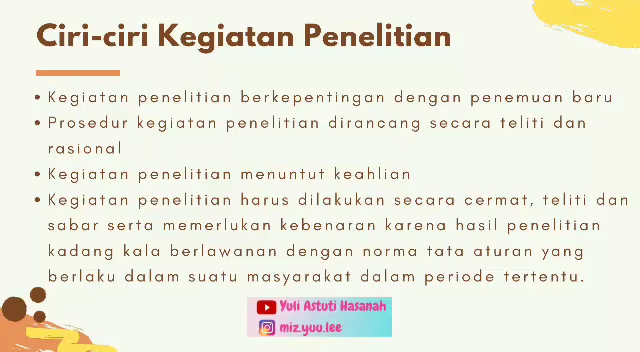 Ciri-ciri Kegiatan Penelitian
• Kegiatan penelitian berkepentingan dengan penemuan baru
• Prosedur kegiatan penelitian dirancang secara teliti dan
rasional
• Kegiatan penelitian menuntut keahlian
• Kegiatan penelitian harus dilakukan secara cermat, teliti dan
sabar serta memerlukan kebenaran karena hasil penelitian
kadang kala berlawanan dengan norma tata aturan yang
berlaku dalam suatu masyarakat dalam periode tertentu.
Yuli Astuti Hasanah
miz.yuu.lee